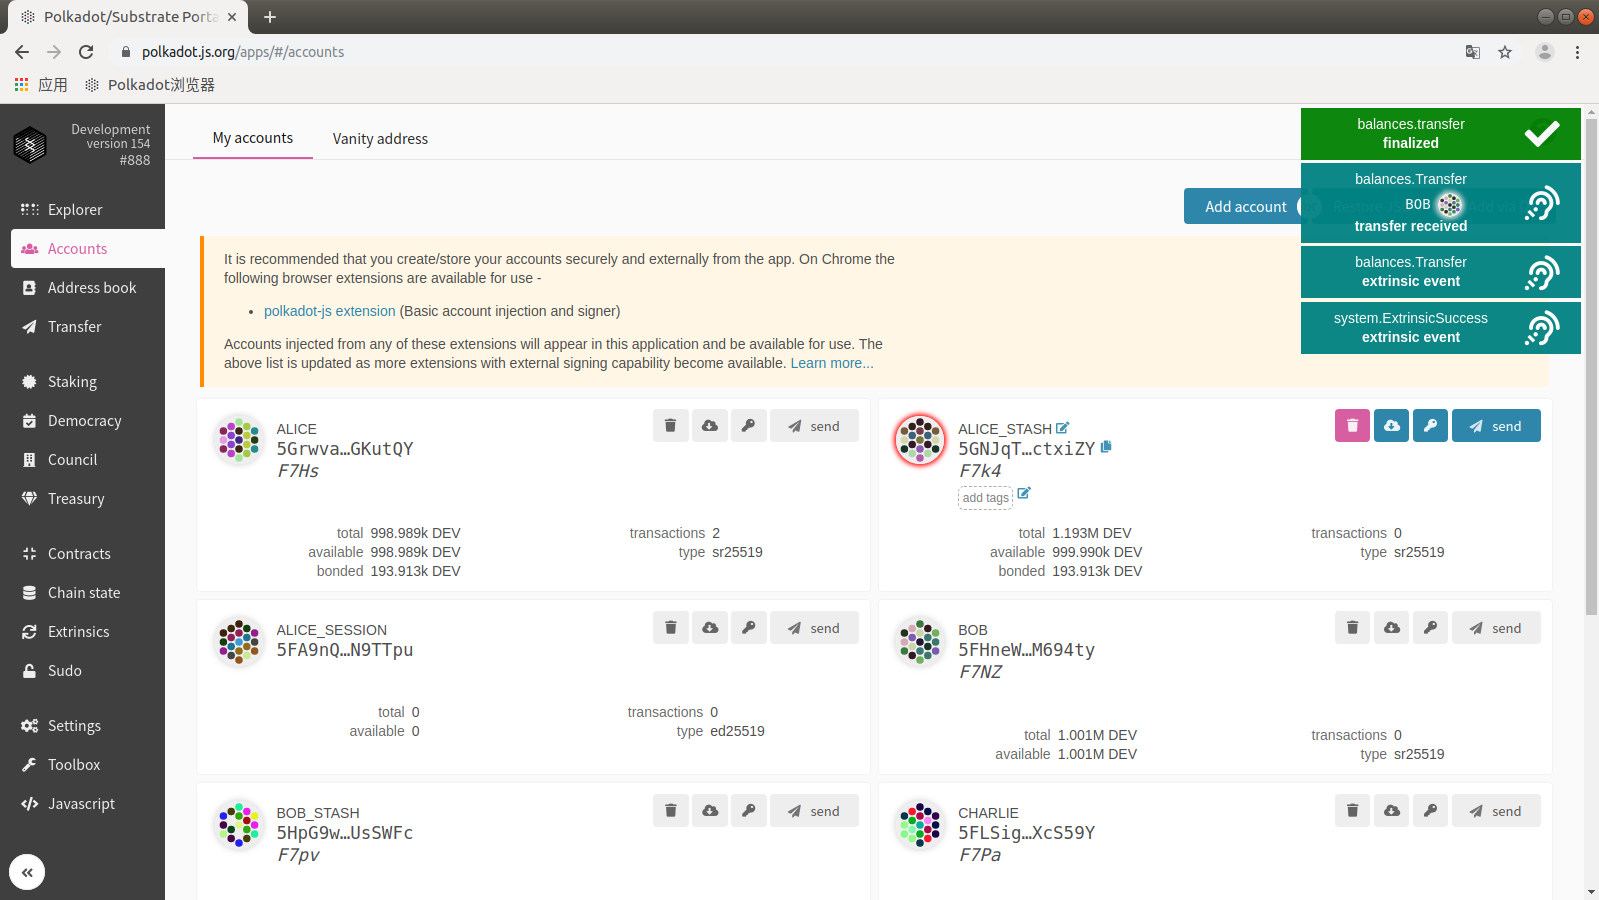 Polkadot/Substrate Porta
polkadot.js.org/apps/#/accounts
应用
Polkadot浏览器
Development
version 154
#888
Explorer
Accounts
Address book
Transfer
Staking
Democracy
Council
Treasury
Contracts
Chain state
Extrinsics
Sudo
Settings
Toolbox
Javascript
My accounts
Vanity address
Add account
balances.transfer
finalized
balances.Transfer
BOB
transfer received
balances.Transfer
extrinsic event
system.ExtrinsicSuccess
extrinsic event
It is recommended that you create/store your accounts securely and externally from the app. On Chrome the
following browser extensions are available for use -
• polkadot-js extension (Basic account injection and signer)
Accounts injected from any of these extensions will appear in this application and be available for use. The
above list is updated as more extensions with external signing capability become available. Learn more...
ALICE
5Grwva…GKutQY
F7Hs
send
total 998.989k DEV
available 998.989k DEV
bonded 193.913k DEV
transactions 2
type sr25519
ALICE_STASH
5GNJqT…ctxiZY
F7k4
add tags
send
total 1.193M DEV
available 999.990k DEV
bonded 193.913k DEV
transactions 0
type sr25519
ALICE_SESSION
5FA9nQ…N9TTpu
send
total 0
available 0
transactions 0
type ed25519
BOB
5FHneW…M694ty
F7NZ
send
total 1.001M DEV
available 1.001M DEV
transactions 0
type sr25519
BOB_STASH
5HpG9w…UsSWFc
F7pv
send
CHARLIE
5FLSig…XcS59Y
F7Pa
send